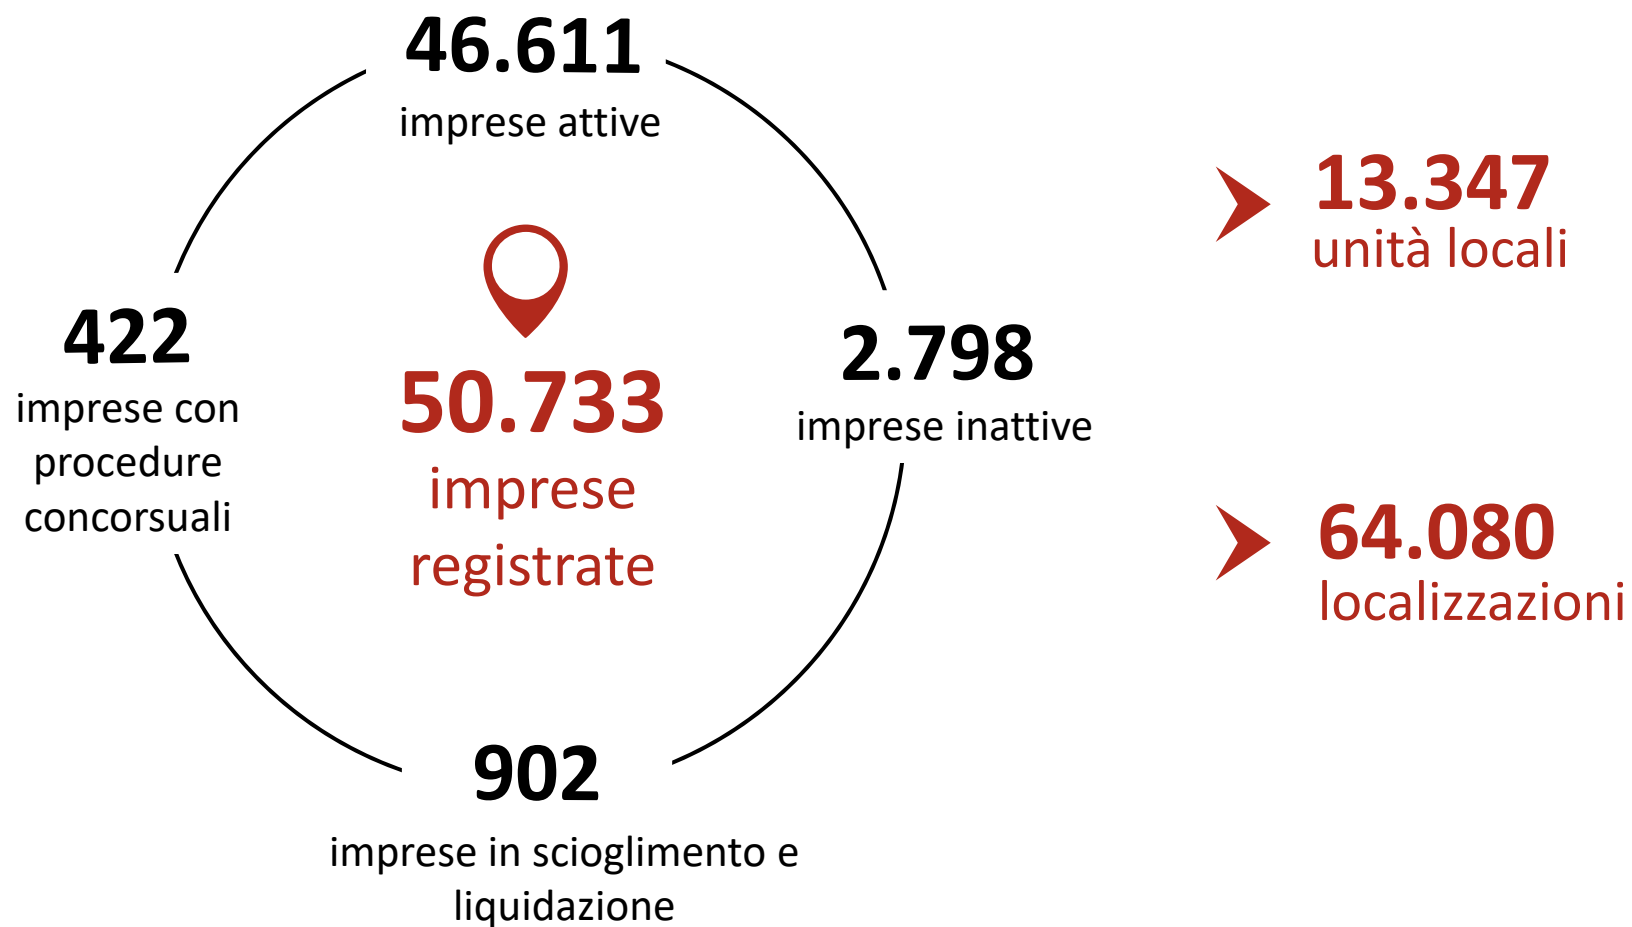 46.611
imprese attive
422
imprese con
procedure
concorsuali
50.733
imprese
registrate
2.798
imprese inattive
902
imprese in scioglimento e
liquidazione
13.347
unità locali
64.080
localizzazioni